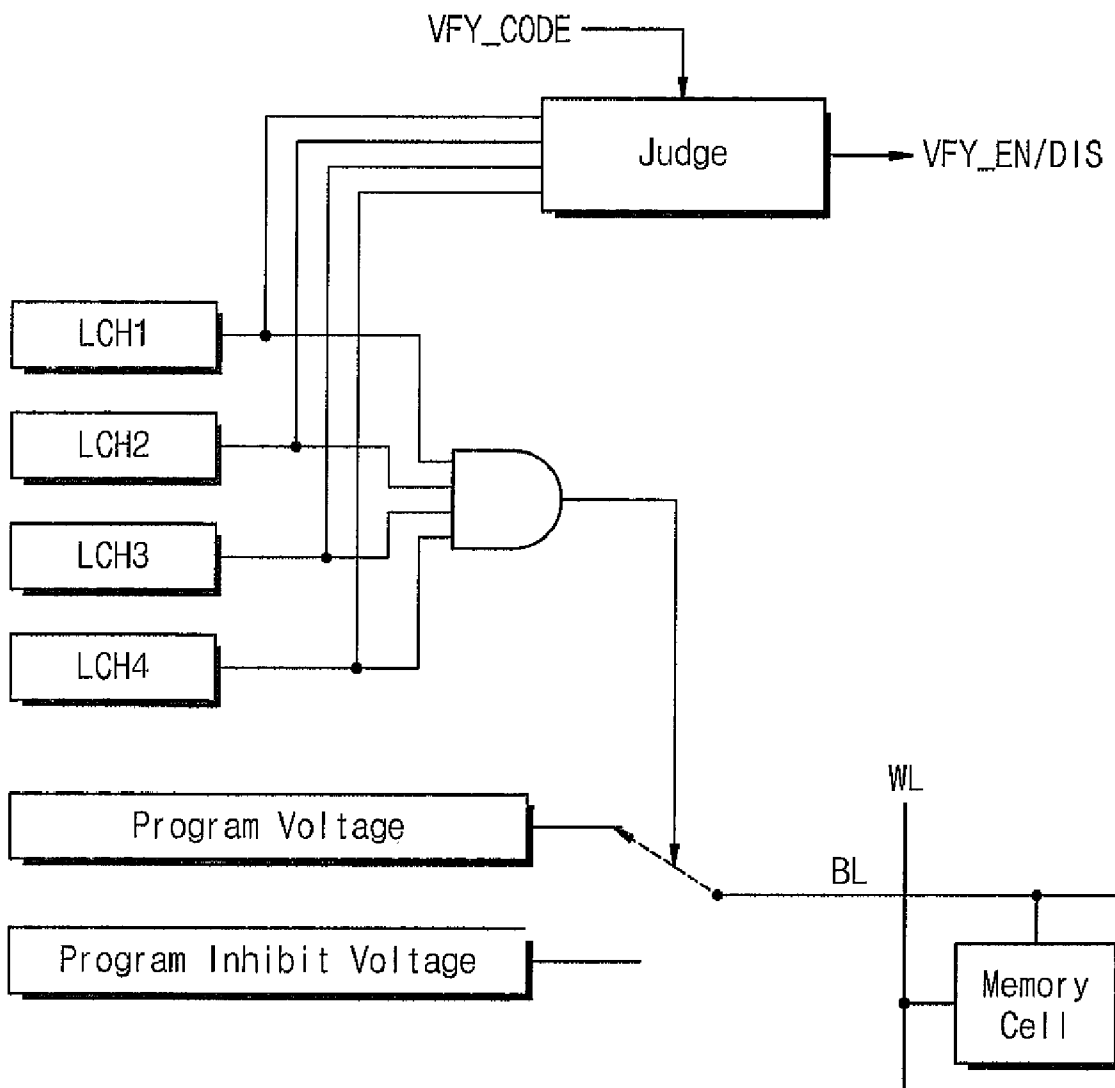 VFY_CODE
Judge
VFY_EN/DIS
LCH1
LCH2
LCH3
LCH4
WL
Program Voltage
BL
Program Inhibit Voltage
Memory
Cell